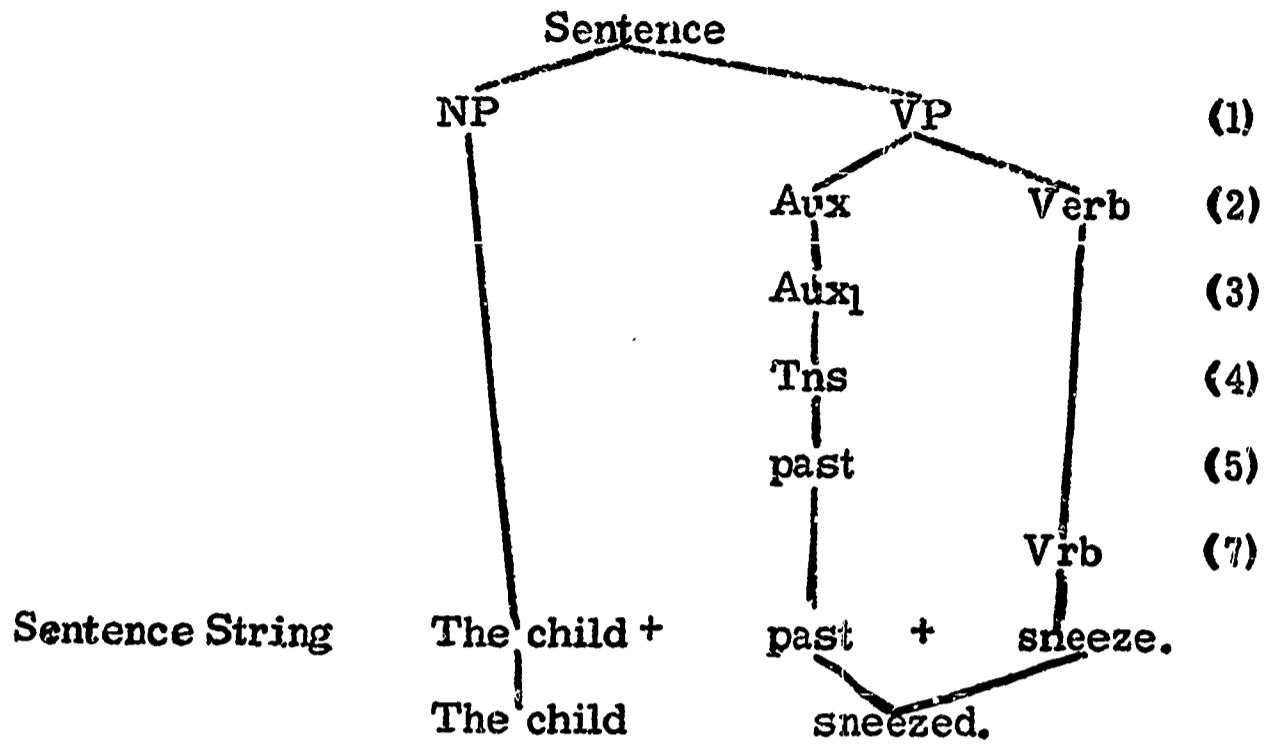 Sentence
NP VP (1)
Aux Verb (2)
Aux1 (3)
Tns (4)
past (5)
Vrb (7)
Sentence String The child + past + sneeze.
The child sneezed.